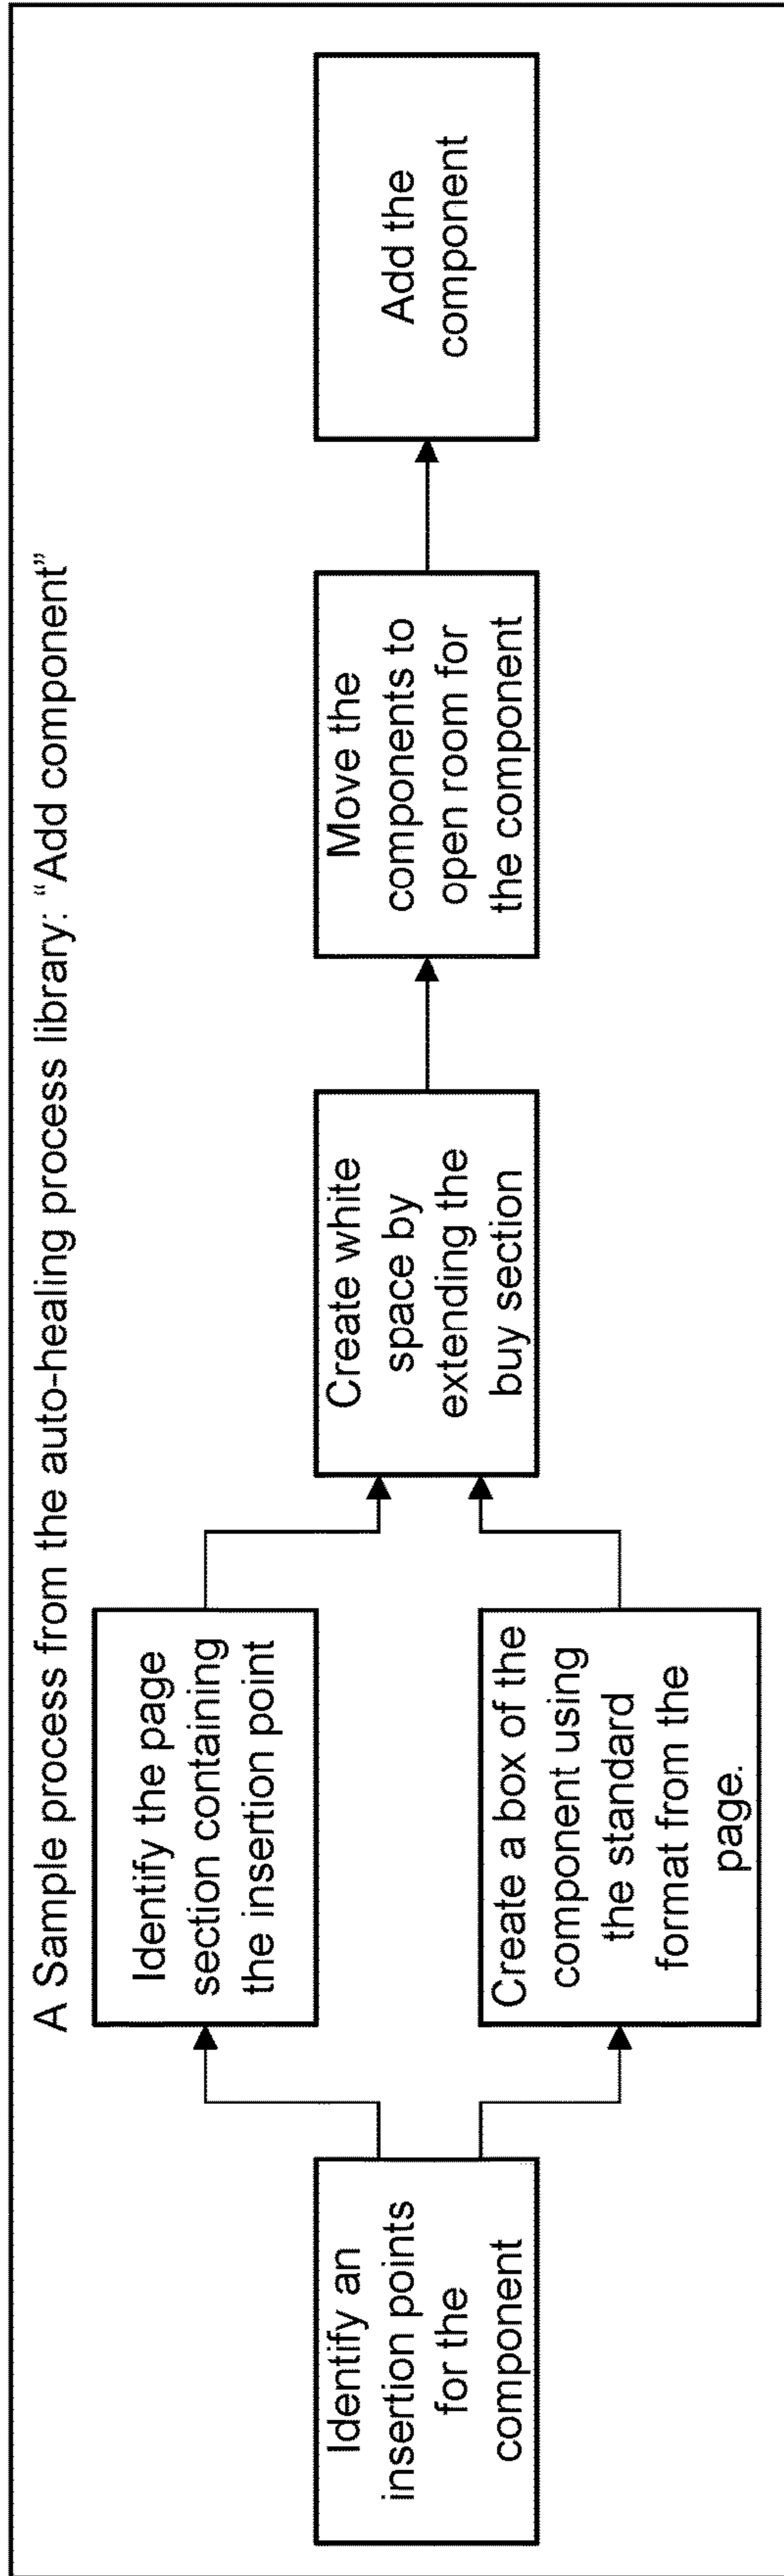 A Sample process from the auto-healing process library: “Add component”
Identify an
insertion points
for the
component
Identify the page
section containing
the insertion point
Create a box of the
component using
the standard
format from the
page.
Create white
space by
extending the
buy section
Move the
components to
open room for
the component
Add the
component